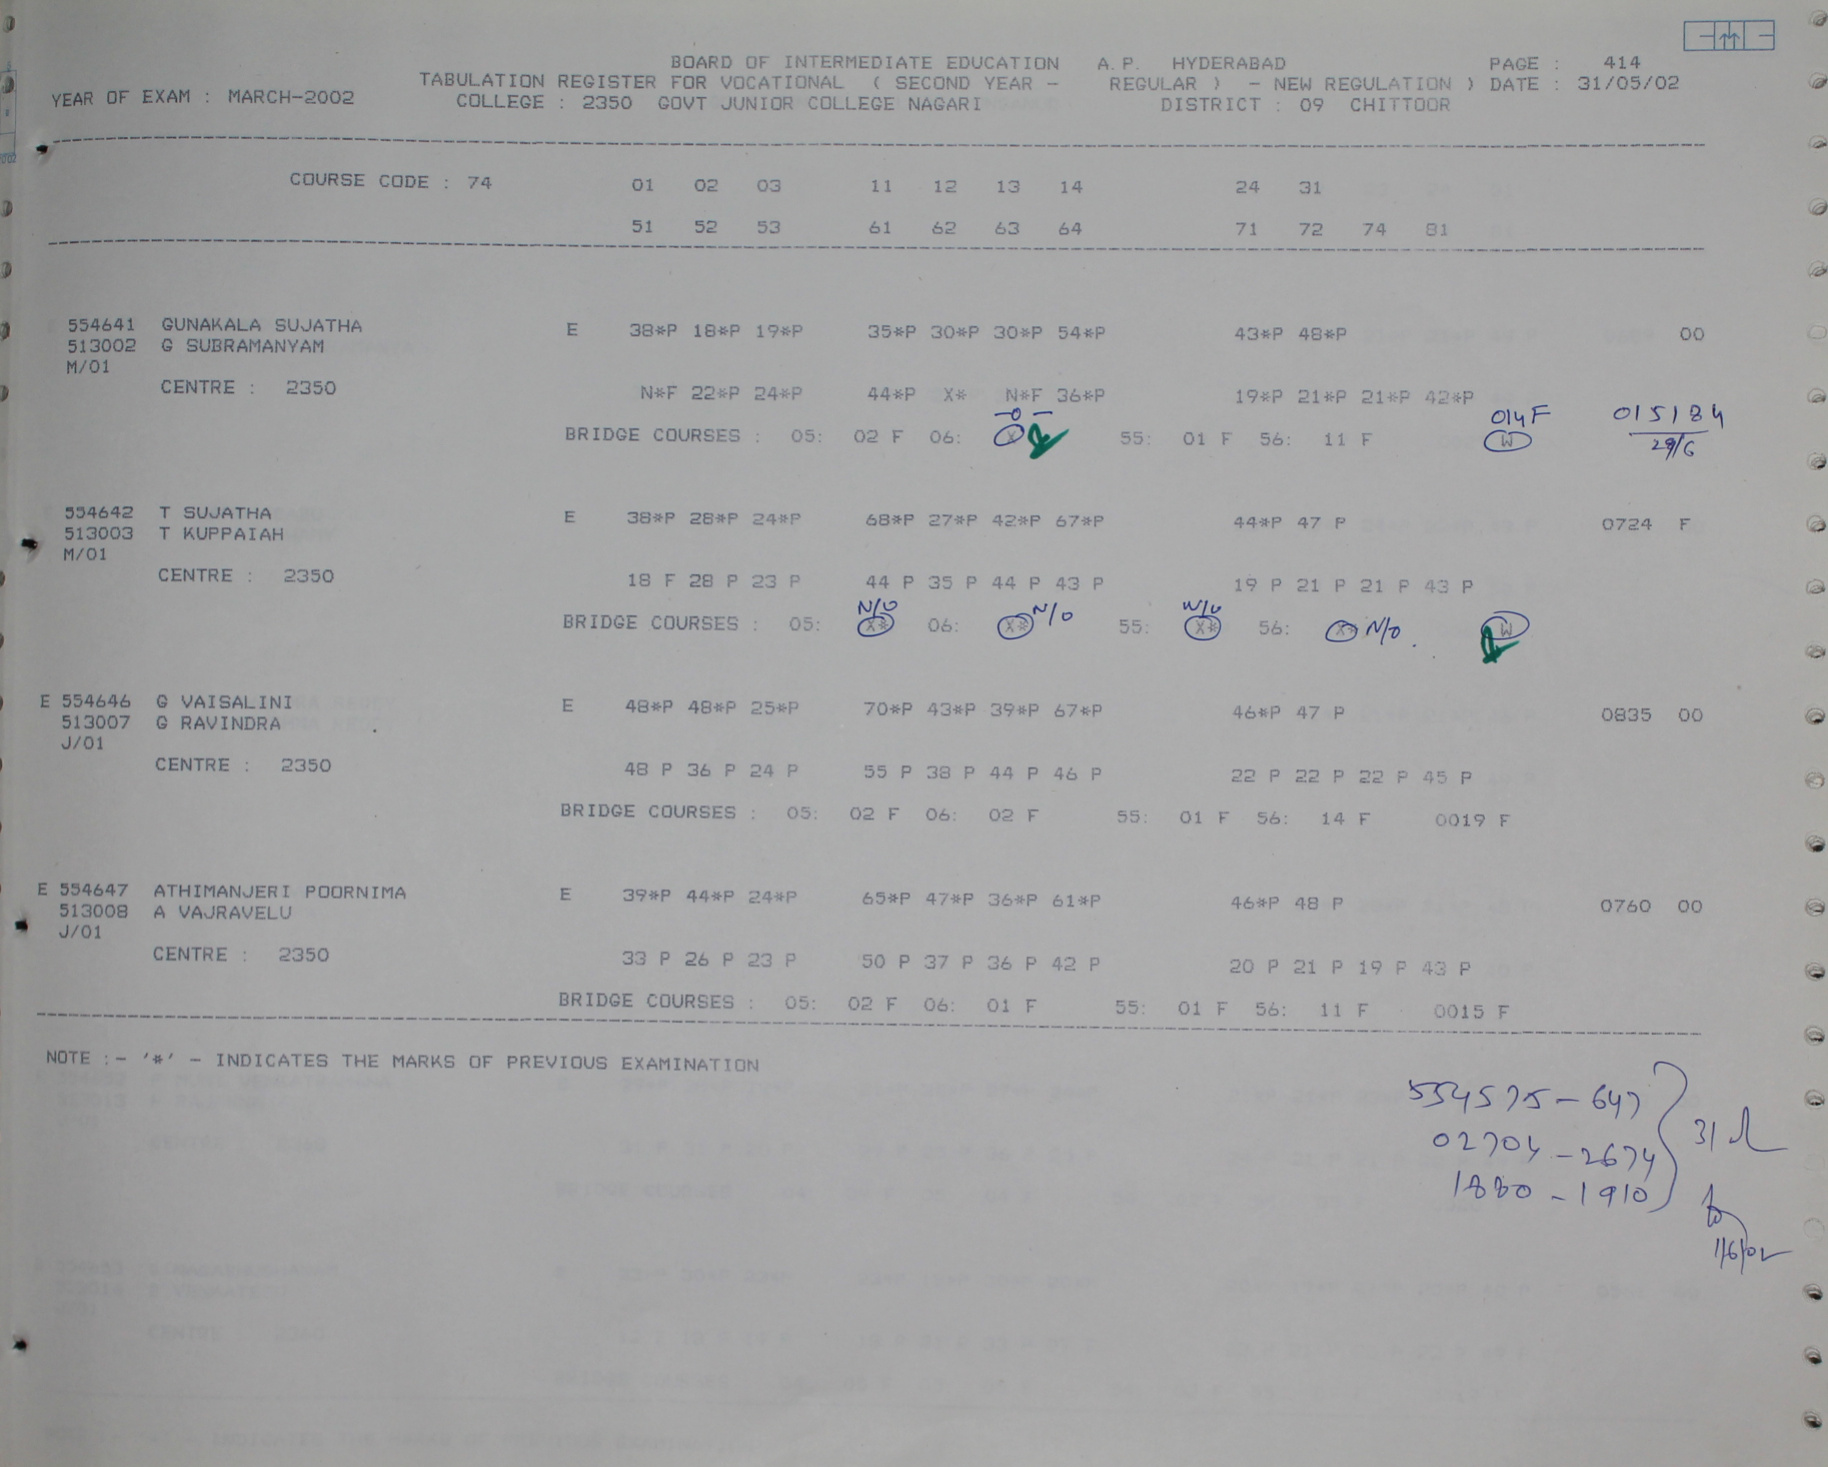 BOARD OF INTERMEDIATE EDUCATION A.P. HYDERABAD PAGE : 414
TABULATION REGISTER FOR VOCATIONAL ( SECOND YEAR - REGULAR ) - NEW REGULATION ) DATE : 31/05/02
YEAR OF EXAM : MARCH-2002 COLLEGE : 2350 GOVT JUNIOR COLLEGE NAGARI DISTRICT : 09 CHITTOOR
COURSE CODE : 74 01 02 03 11 12 13 14 24 31
51 52 53 61 62 63 64 71 72 74 81
554641 GUNAKALA SUJATHA E 38*P 18*P 19*P 35*P 30*P 30*P 54*P 43*P 48*P 00
513002 G SUBRAMANYAM
M/01
CENTRE : 2350 N*F 22*P 24*P 44*P X* N*F 36*P 19*P 21*P 21*P 42*P
-0- 014F 015184
BRIDGE COURSES : 05: 02 F 06: X 55: 01 F 56: 11 F W 29/6
554642 T SUJATHA E 38*P 28*P 24*P 68*P 27*P 42*P 67*P 44*P 47 P 0724 F
513003 T KUPPAIAH
M/01
CENTRE : 2350 18 F 28 P 23 P 44 P 35 P 44 P 43 P 19 P 21 P 21 P 43 P
N/0 N/0 N/0
BRIDGE COURSES : 05: X* 06: X* 55: X* 56: X* N/0 W
E 554646 G VAISALINI E 48*P 48*P 25*P 70*P 43*P 39*P 67*P 46*P 47 P 0835 00
513007 G RAVINDRA
J/01
CENTRE : 2350 48 P 36 P 24 P 55 P 38 P 44 P 46 P 22 P 22 P 22 P 45 P
BRIDGE COURSES : 05: 02 F 06: 02 F 55: 01 F 56: 14 F 0019 F
E 554647 ATHIMANJERI POORNIMA E 39*P 44*P 24*P 65*P 47*P 36*P 61*P 46*P 48 P 0760 00
513008 A VAJRAVELU
J/01
CENTRE : 2350 33 P 26 P 23 P 50 P 37 P 36 P 42 P 20 P 21 P 19 P 43 P
BRIDGE COURSES : 05: 02 F 06: 01 F 55: 01 F 56: 11 F 0015 F
NOTE :- '*' - INDICATES THE MARKS OF PREVIOUS EXAMINATION
554575-647
02704-2674 31
1880-1910
1/6/02